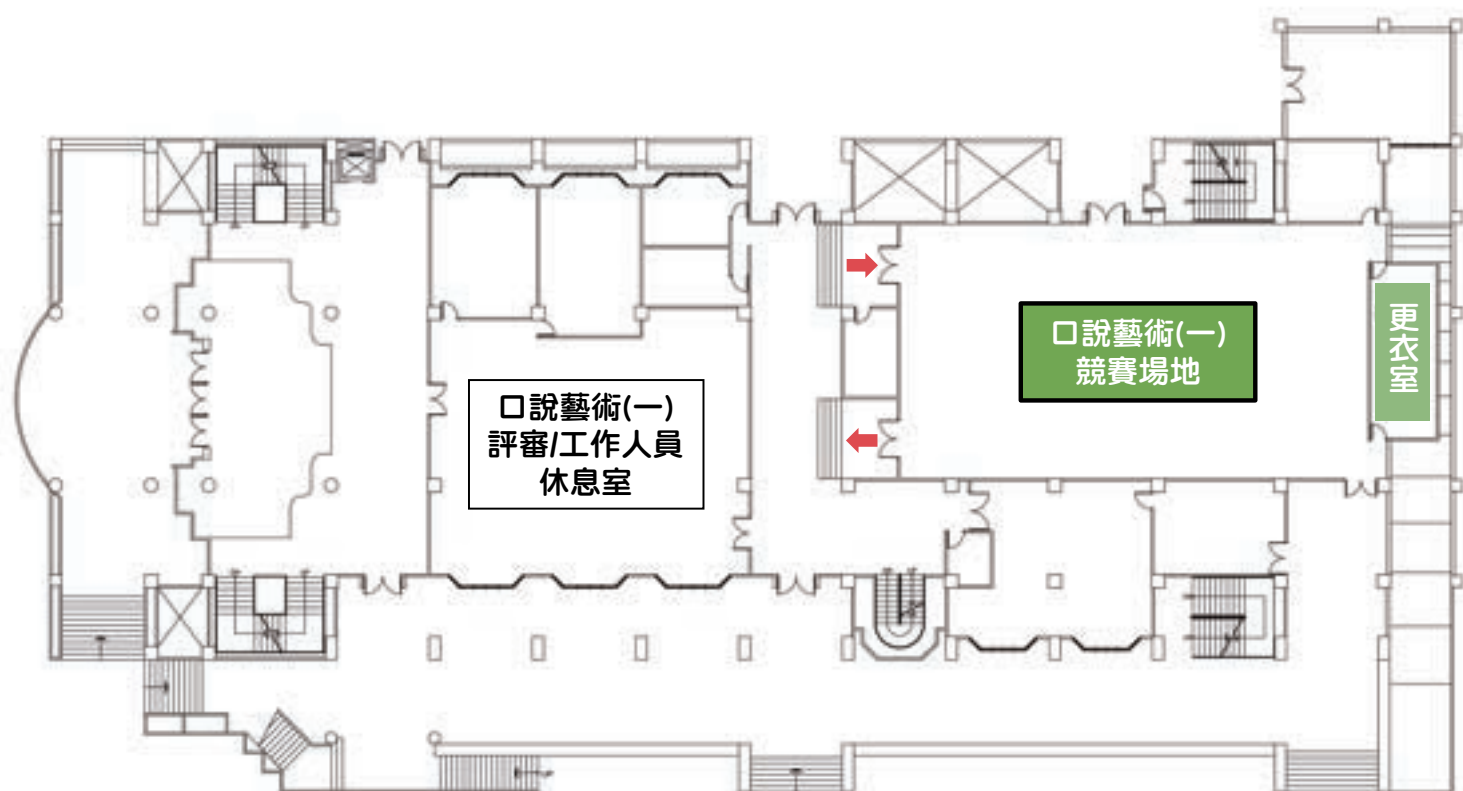 口說藝術(一)
競賽場地
更衣室
口說藝術(一)
評審/工作人員
休息室